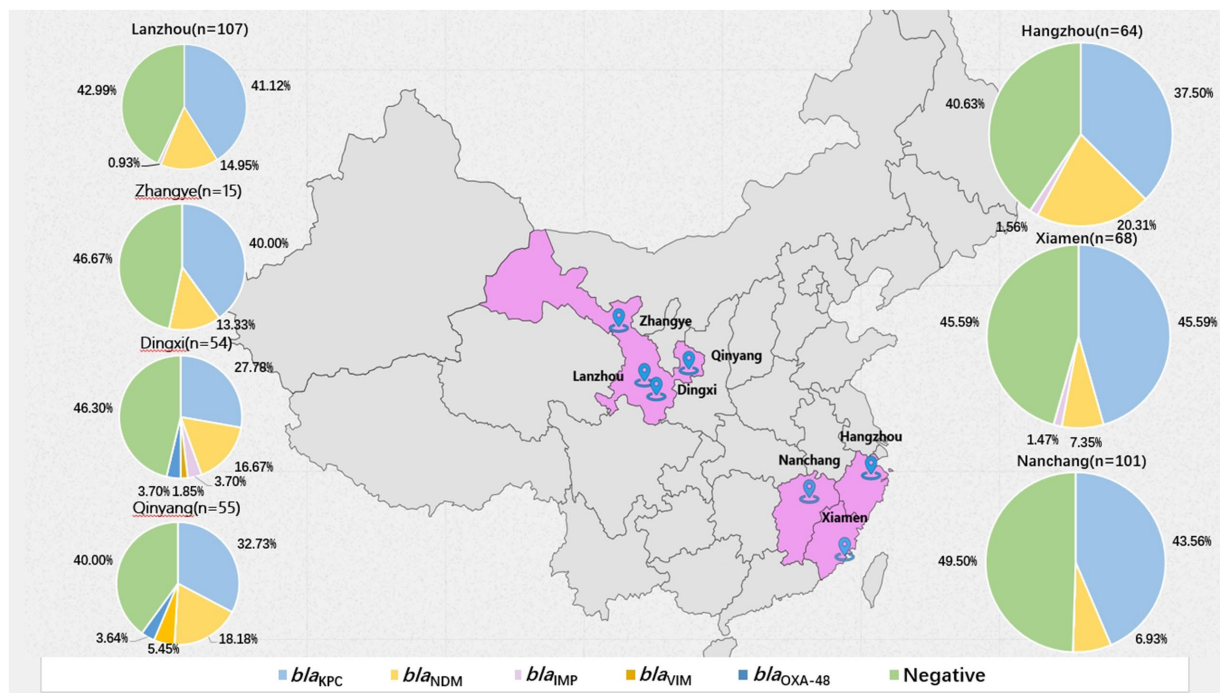 Lanzhou(n=107)
42.99%
41.12%
0.93%
14.95%
Zhangye(n=15)
46.67%
40.00%
13.33%
Dingxi(n=54)
46.30%
27.78%
16.67%
3.70%
3.70%
1.85%
Qinyang(n=55)
40.00%
32.73%
3.64%
5.45%
18.18%
Zhangye
Qinyang
Lanzhou
Dingxi
Hangzhou
Nanchang
Xiamen
Hangzhou(n=64)
40.63%
37.50%
1.56%
20.31%
Xiamen(n=68)
45.59%
45.59%
1.47%
7.35%
Nanchang(n=101)
49.50%
43.56%
6.93%
blaKPC blaNDM blaIMP blaVIM blaOXA-48 Negative